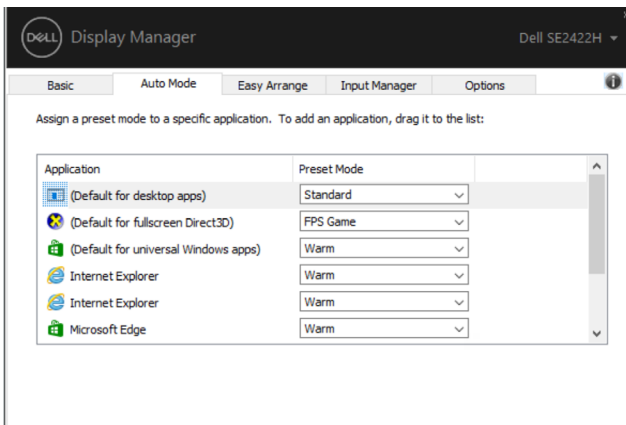 DELL Display Manager Dell SE2422H
Basic Auto Mode Easy Arrange Input Manager Options
Assign a preset mode to a specific application. To add an application, drag it to the list:
Application Preset Mode
(Default for desktop apps) Standard
(Default for fullscreen Direct3D) FPS Game
(Default for universal Windows apps) Warm
Internet Explorer Warm
Internet Explorer Warm
Microsoft Edge Warm